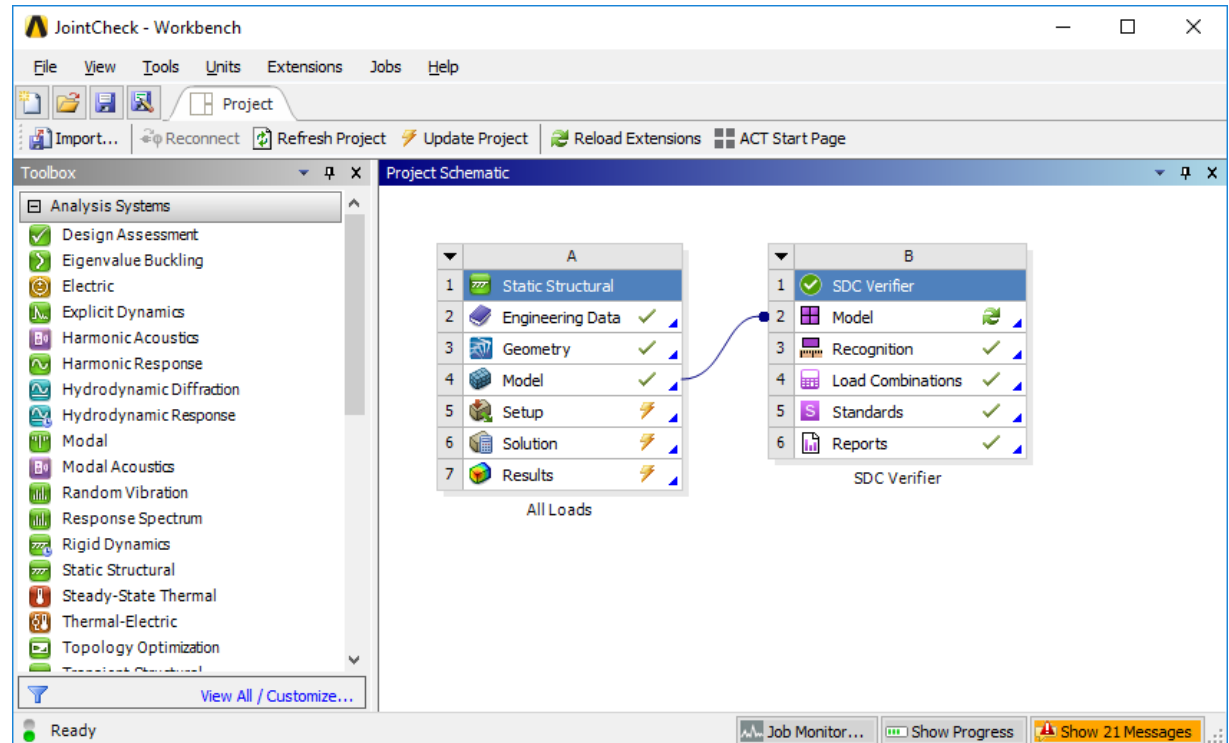 JointCheck - Workbench
File View Tools Units Extensions Jobs Help
Project
Import... Reconnect Refresh Project Update Project Reload Extensions ACT Start Page
Toolbox
Analysis Systems
Design Assessment
Eigenvalue Buckling
Electric
Explicit Dynamics
Harmonic Acoustics
Harmonic Response
Hydrodynamic Diffraction
Hydrodynamic Response
Modal
Modal Acoustics
Random Vibration
Response Spectrum
Rigid Dynamics
Static Structural
Steady-State Thermal
Thermal-Electric
Topology Optimization
View All / Customize...
Project Schematic
A
1 Static Structural
2 Engineering Data
3 Geometry
4 Model
5 Setup
6 Solution
7 Results
All Loads
B
1 SDC Verifier
2 Model
3 Recognition
4 Load Combinations
5 S Standards
6 Reports
SDC Verifier
Ready
Job Monitor... Show Progress Show 21 Messages